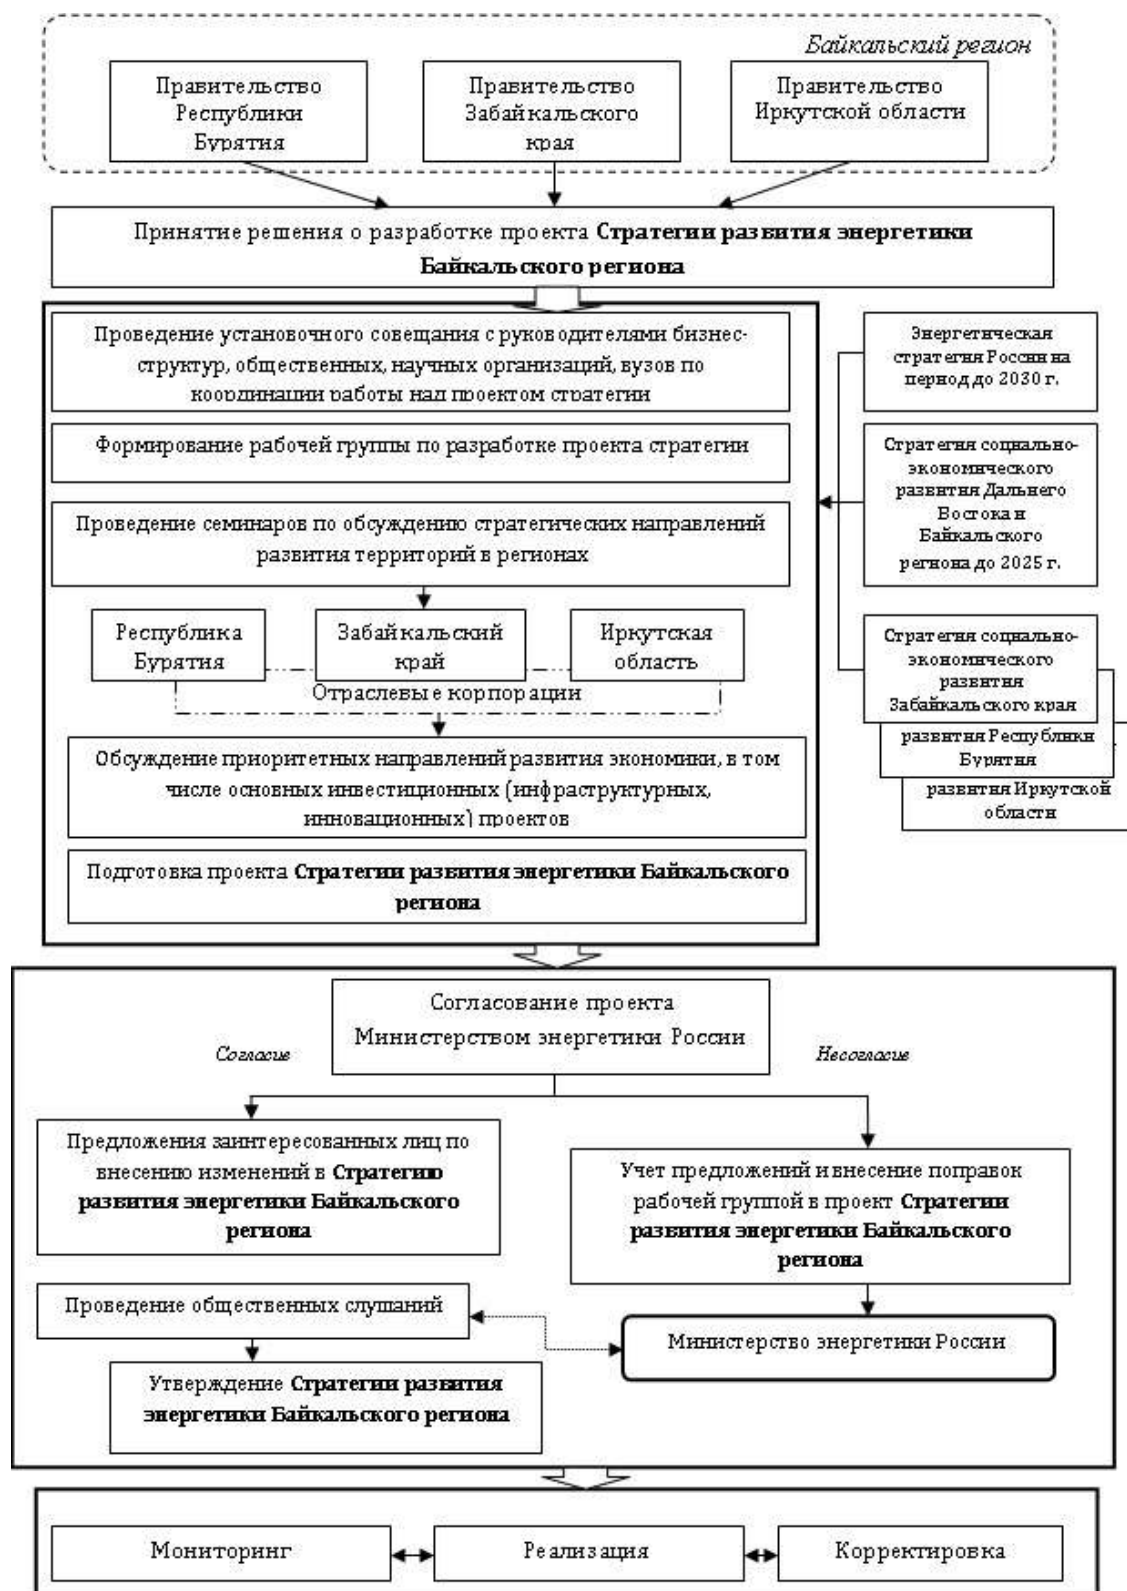 Байкальский регион
Правительство
Республики
Бурятия
Правительство
Забайкальского
края
Правительство
Иркутской области
Принятие решения о разработке проекта Стратегии развития энергетики
Байкальского региона
Проведение установочного совещания с руководителями бизнес-
структур, общественных, научных организаций, вузов по
координации работы над проектом стратегии
Формирование рабочей группы по разработке проекта стратегии
Проведение семинаров по обсуждению стратегических направлений
развития территорий в регионах
Республика
Бурятия
Забайкальский
край
Иркутская
область
Отраслевые корпорации
Обсуждение приоритетных направлений развития экономики, в том
числе основных инвестиционных (инфраструктурных,
инновационных) проектов
Подготовка проекта Стратегии развития энергетики Байкальского
региона
Энергетическая
стратегия России на
период до 2030 г.
Стратегия социально-
экономического
развития Дальнего
Востока и
Байкальского
региона до 2025 г.
Стратегия социально-
экономического
развития
Забайкальского края
развития Республики
Бурятия
развития Иркутской
области
Согласование проекта
Министерством энергетики России
Согласие
Несогласие
Предложения заинтересованных лиц по
внесению изменений в Стратегию
развития энергетики Байкальского
региона
Учет предложений и внесение поправок
рабочей группой в проект Стратегии
развития энергетики Байкальского
региона
Проведение общественных слушаний
Министерство энергетики России
Утверждение Стратегии развития
энергетики Байкальского региона
Мониторинг
Реализация
Корректировка